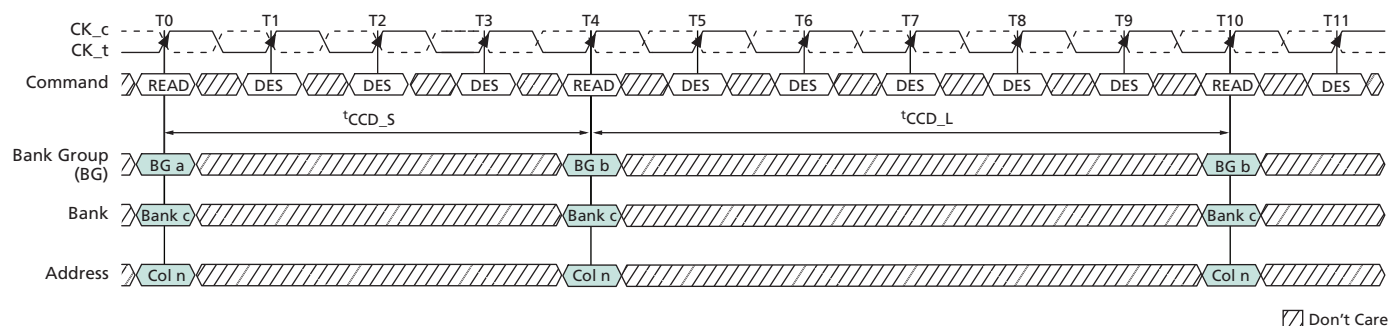 T0 T1 T2 T3 T4 T5 T6 T7 T8 T9 T10 T11
CK_c
CK_t
Command READ DES DES DES READ DES DES DES DES DES READ DES
tCCD_S tCCD_L
Bank Group
(BG) BG a BG b BG b
Bank Bank c Bank c Bank c
Address Col n Col n Col n
Don't Care